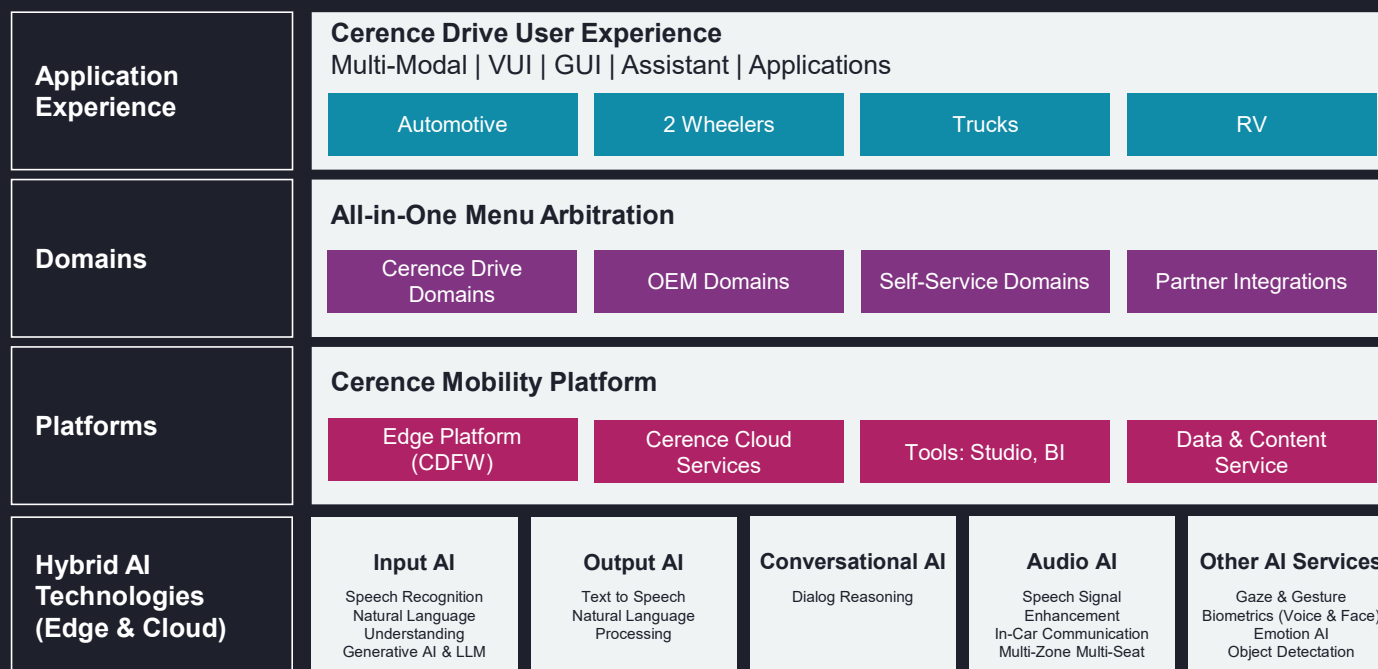 Application
Experience
Cerence Drive User Experience
Multi-Modal | VUI | GUI | Assistant | Applications
Automotive
2 Wheelers
Trucks
RV
Domains
All-in-One Menu Arbitration
Cerence Drive
Domains
OEM Domains
Self-Service Domains
Partner Integrations
Platforms
Cerence Mobility Platform
Edge Platform
(CDFW)
Cerence Cloud
Services
Tools: Studio, BI
Data & Content
Service
Hybrid AI
Technologies
(Edge & Cloud)
Input AI
Speech Recognition
Natural Language
Understanding
Generative AI & LLM
Output AI
Text to Speech
Natural Language
Processing
Conversational AI
Dialog Reasoning
Audio AI
Speech Signal
Enhancement
In-Car Communication
Multi-Zone Multi-Seat
Other AI Services
Gaze & Gesture
Biometrics (Voice & Face)
Emotion AI
Object Detectation